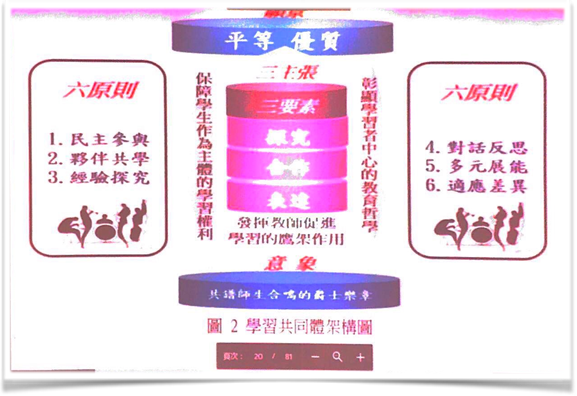 願景
平等 優質
三主張
六原則
1. 民主參與
2. 夥伴共學
3. 經驗探究
保障學生作為主體的學習權利
三要素
探究
合作
表達
彰顯學習者中心的教育哲學
六原則
4. 對話反思
5. 多元展能
6. 適應差異
發揮教師促進
學習的鷹架作用
意象
共譜師生合鳴的爵士樂章
圖 2 學習共同體架構圖
頁次： 20 / 81